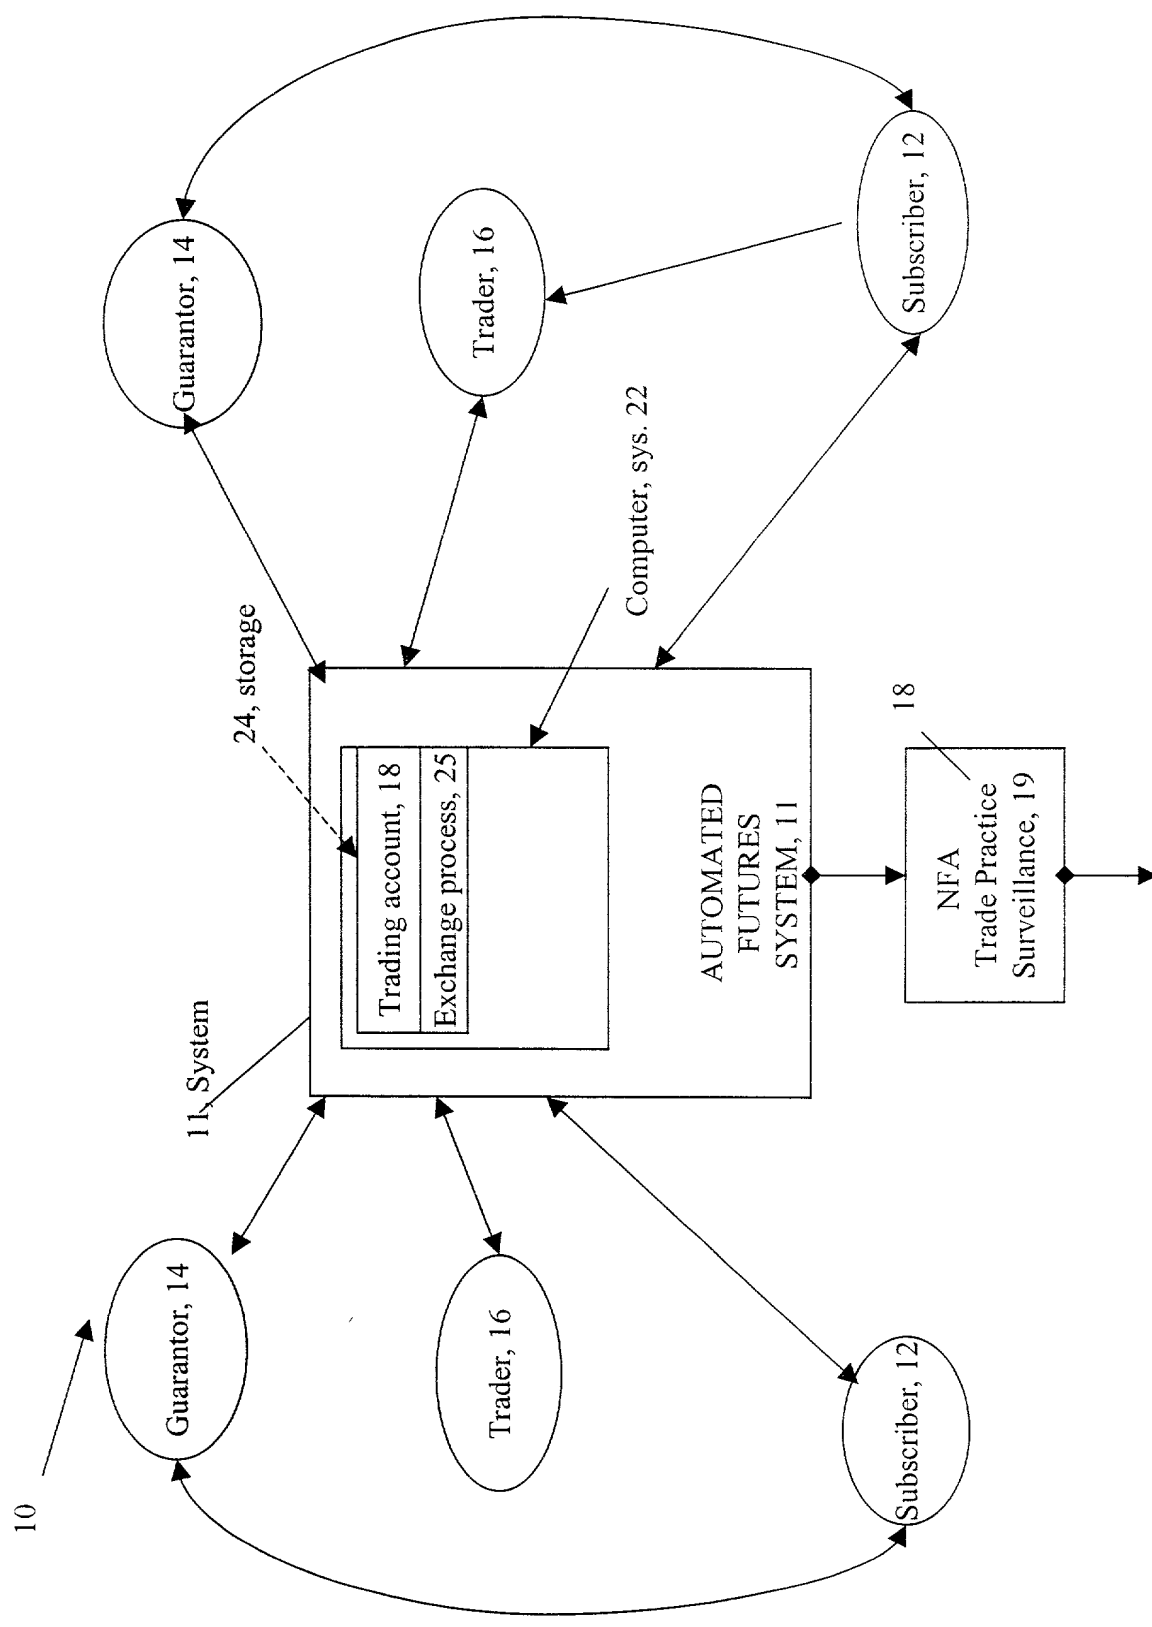 10
Guarantor, 14
11, System
24, storage
Guarantor, 14
Trader, 16
Trading account, 18
Exchange process, 25
Computer, sys. 22
Trader, 16
AUTOMATED
FUTURES
SYSTEM, 11
Subscriber, 12
18
NFA
Trade Practice
Surveillance, 19
Subscriber, 12